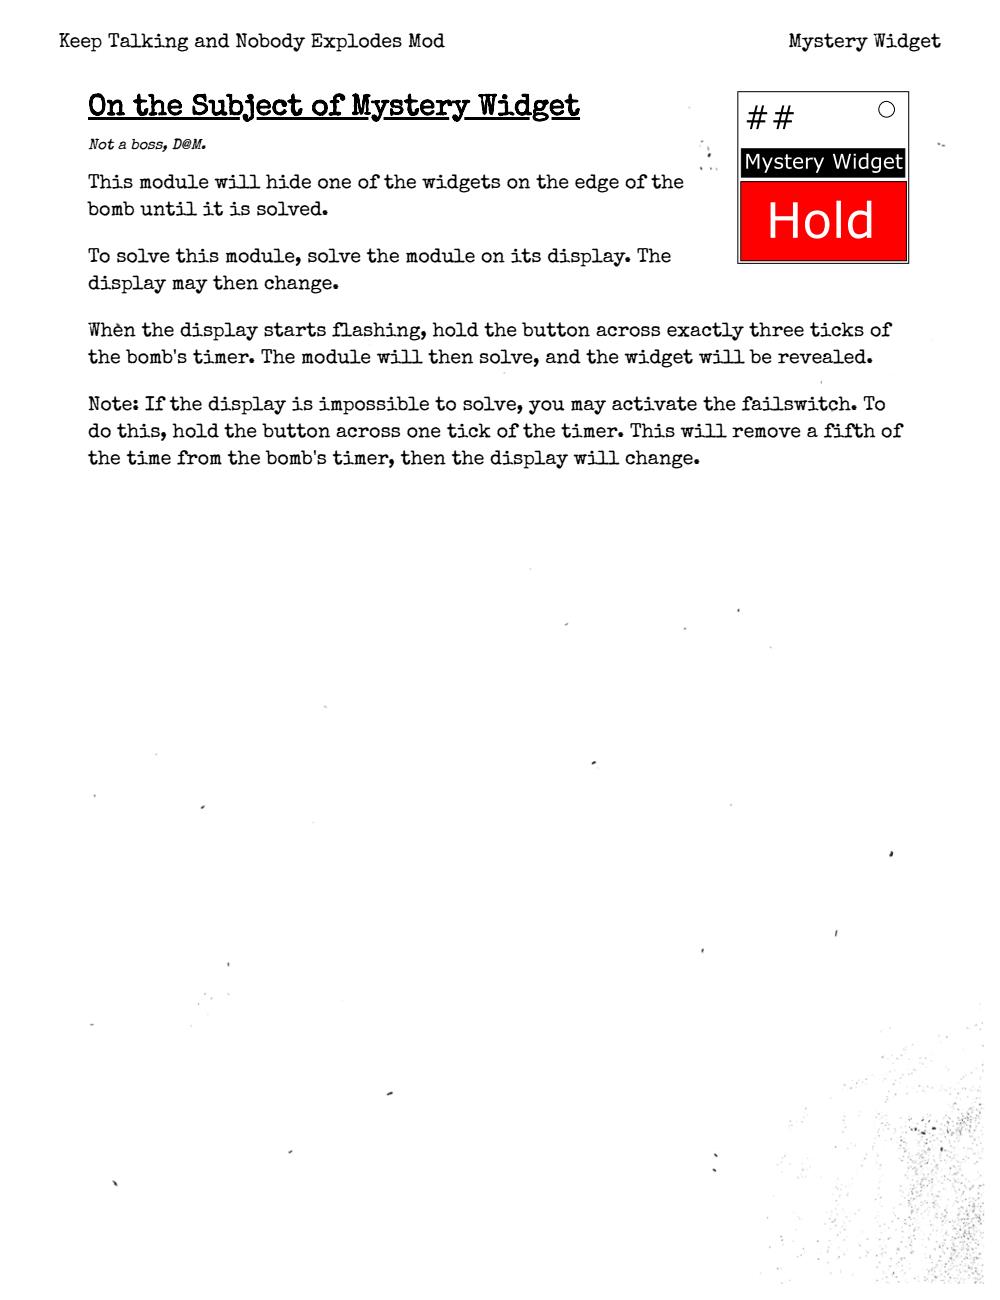 Keep Talking and Nobody Explodes Mod
Mystery Widget
On the Subject of Mystery Widget
Not a boss, D@M.
##
Mystery Widget
Hold
This module will hide one of the widgets on the edge of the
bomb until it is solved.
To solve this module, solve the module on its display. The
display may then change.
When the display starts flashing, hold the button across exactly three ticks of
the bomb's timer. The module will then solve, and the widget will be revealed.
Note: If the display is impossible to solve, you may activate the failswitch. To
do this, hold the button across one tick of the timer. This will remove a fifth of
the time from the bomb's timer, then the display will change.